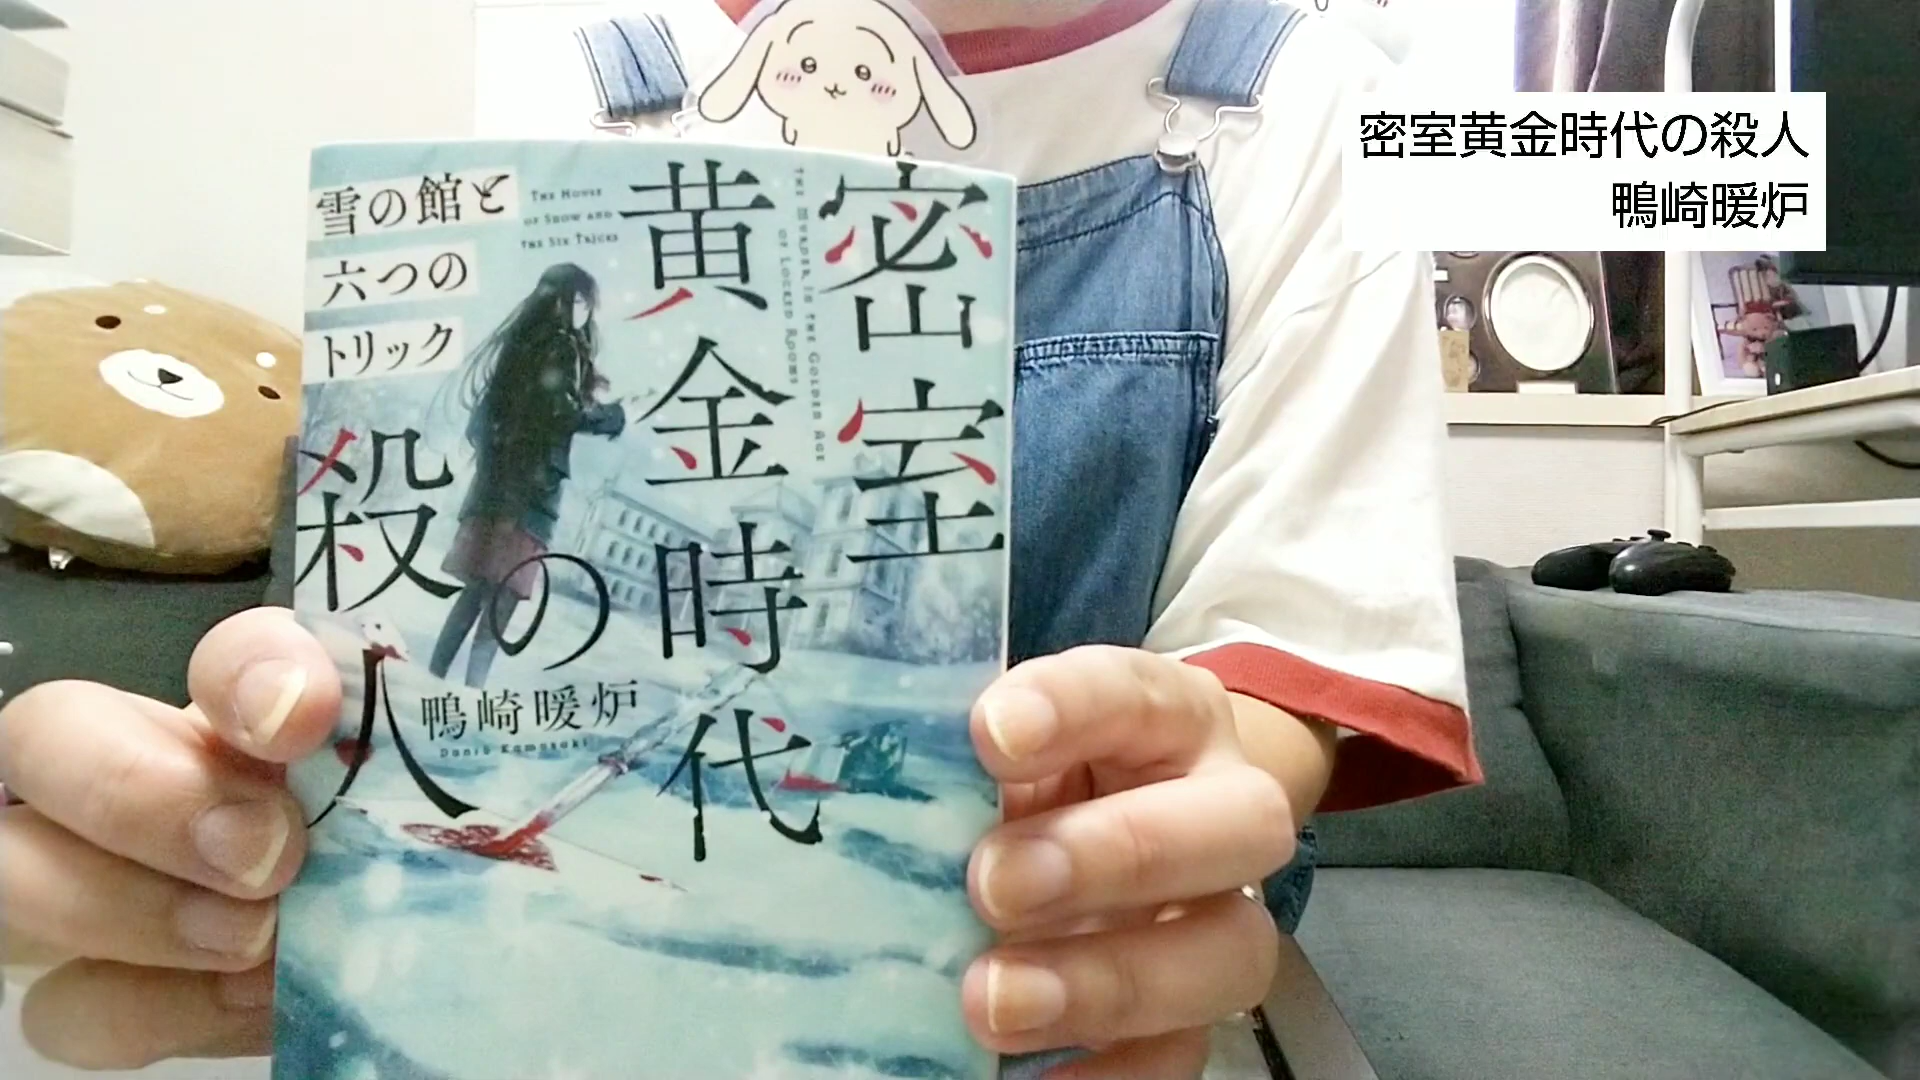 密室黄金時代の殺人
鴨崎暖炉
密室
黄金時代
の殺人
雪の館と
六つの
トリック
THE HOUSE
OF SNOW AND
THE SIX TRICKS
THE MURDER IN THE GOLDEN AGE
OF LOCKED ROOMS
鴨崎暖炉
Danro Kamosaki